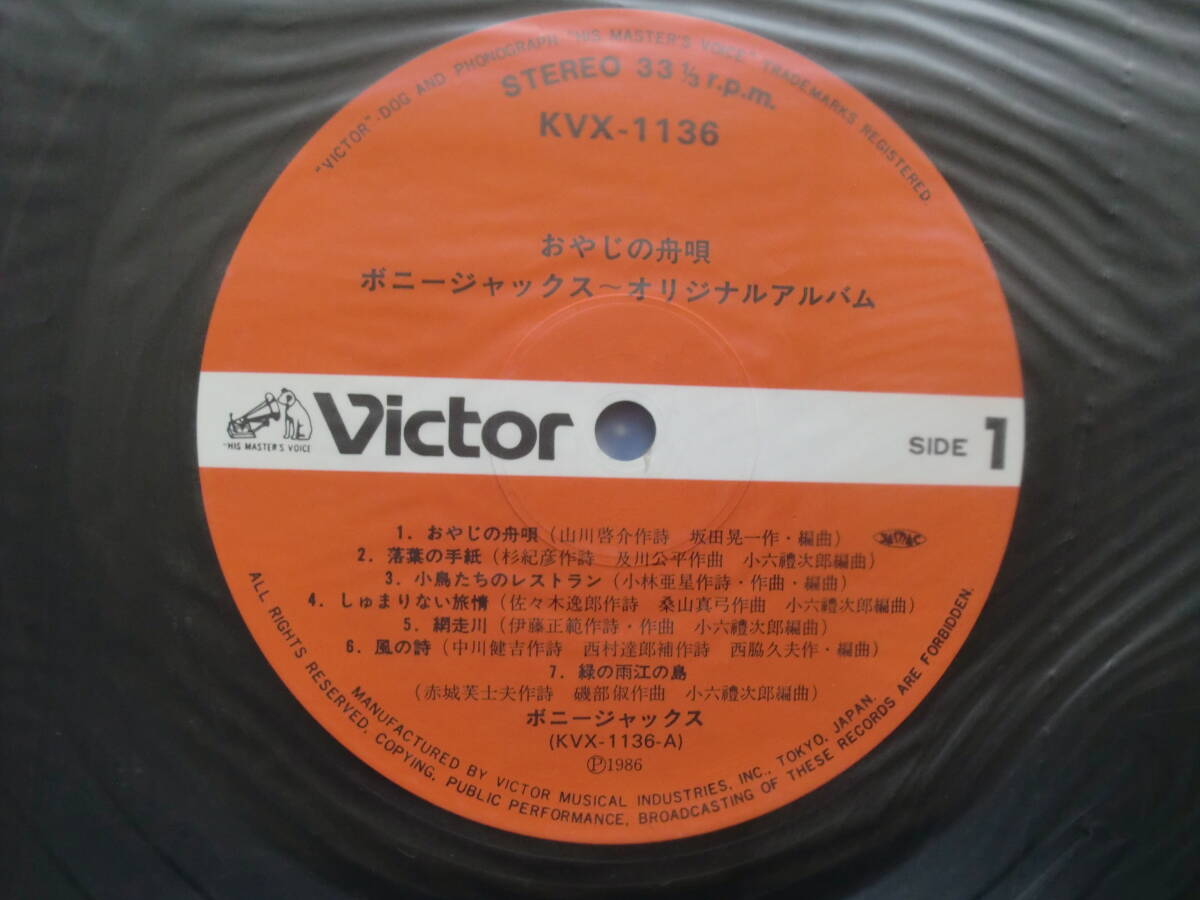 "VICTOR"-DOG AND PHONOGRAPH "HIS MASTER'S VOICE" TRADEMARKS REGISTERED.
STEREO 33 1/3 r.p.m.
KVX-1136
おやじの舟唄
ボニージャックス～オリジナルアルバム
"HIS MASTER'S VOICE
Victor
SIDE 1
1. おやじの舟唄(山川啓介作詩 坂田晃一作・編曲)
2. 落葉の手紙(杉紀彦作詩 及川公平作曲 小六禮次郎編曲)
3. 小鳥たちのレストラン(小林亜星作詩・作曲・編曲)
4. しゅまりない旅情(佐々木逸郎作詩 桑山真弓作曲 小六禮次郎編曲)
5. 網走川(伊藤正範作詩・作曲 小六禮次郎編曲)
6. 風の詩(中川健吉作詩 西村達郎補作詩 西脇久夫作・編曲)
7. 緑の雨江の島
(赤城芙士夫作詩 磯部俶作曲 小六禮次郎編曲)
ボニージャックス
(KVX-1136-A)
Ⓟ1986
MANUFACTURED BY VICTOR MUSICAL INDUSTRIES, INC., TOKYO, JAPAN.
ALL RIGHTS RESERVED, COPYING, PUBLIC PERFORMANCE, BROADCASTING OF THESE RECORDS ARE FORBIDDEN.